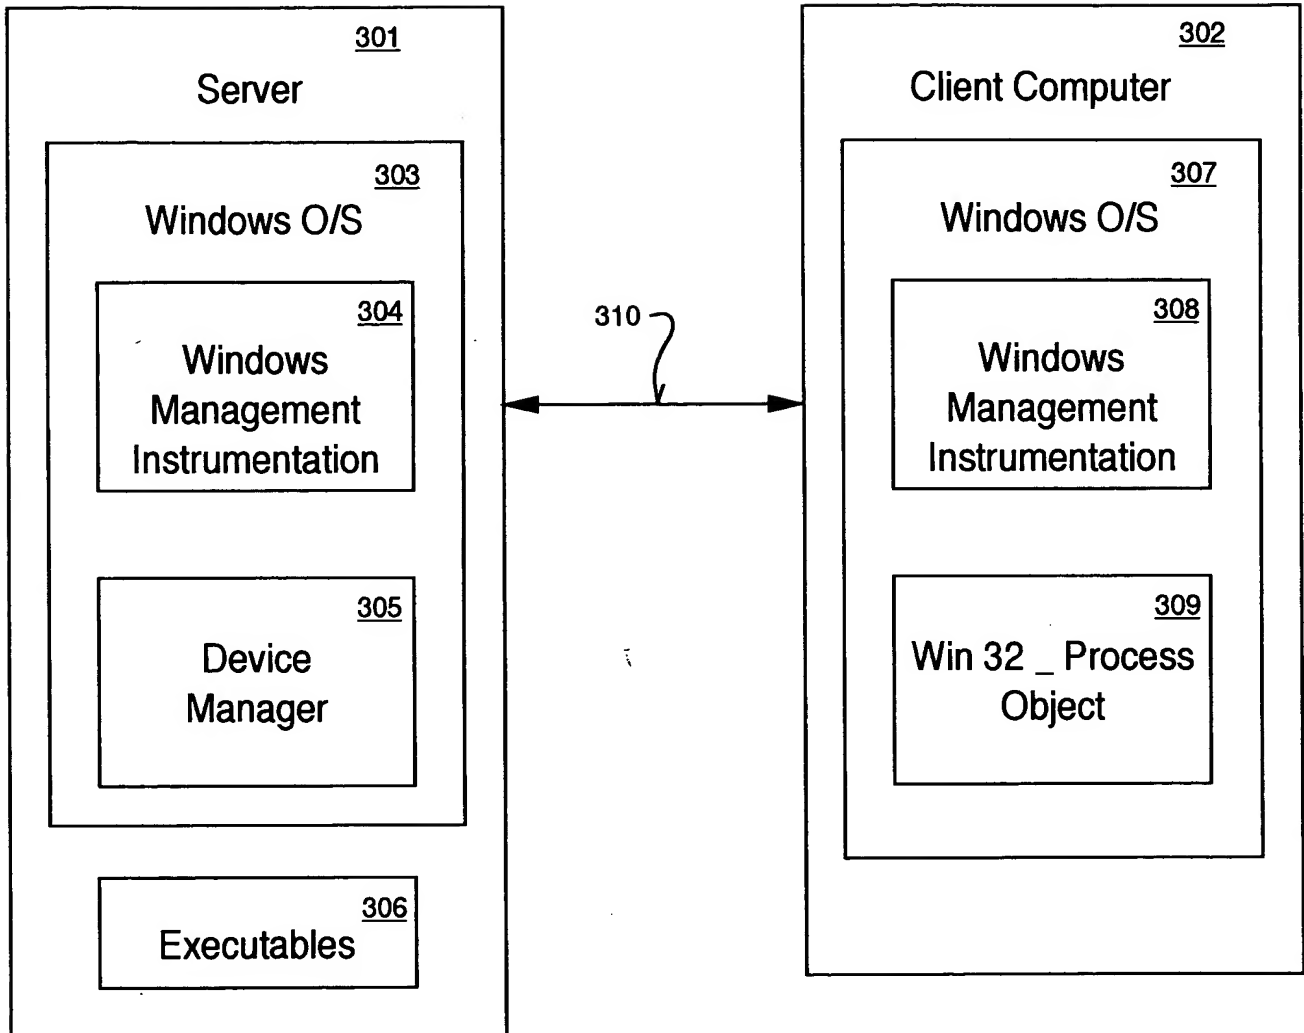 301
Server
303
Windows O/S
304
Windows
Management
Instrumentation
305
Device
Manager
306
Executables
310
302
Client Computer
307
Windows O/S
308
Windows
Management
Instrumentation
309
Win 32 _ Process
Object